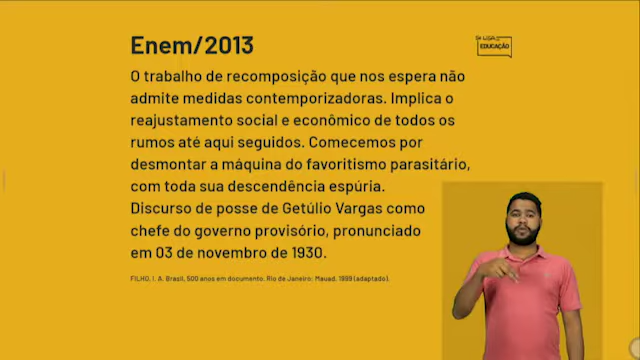 Enem/2013
SE LIGA NA
EDUCAÇÃO
O trabalho de recomposição que nos espera não
admite medidas contemporizadoras. Implica o
reajustamento social e econômico de todos os
rumos até aqui seguidos. Comecemos por
desmontar a máquina do favoritismo parasitário,
com toda sua descendência espúria.
Discurso de posse de Getúlio Vargas como
chefe do governo provisório, pronunciado
em 03 de novembro de 1930.
FILHO, I. A. Brasil, 500 anos em documento. Rio de Janeiro: Mauad, 1999 (adaptado).